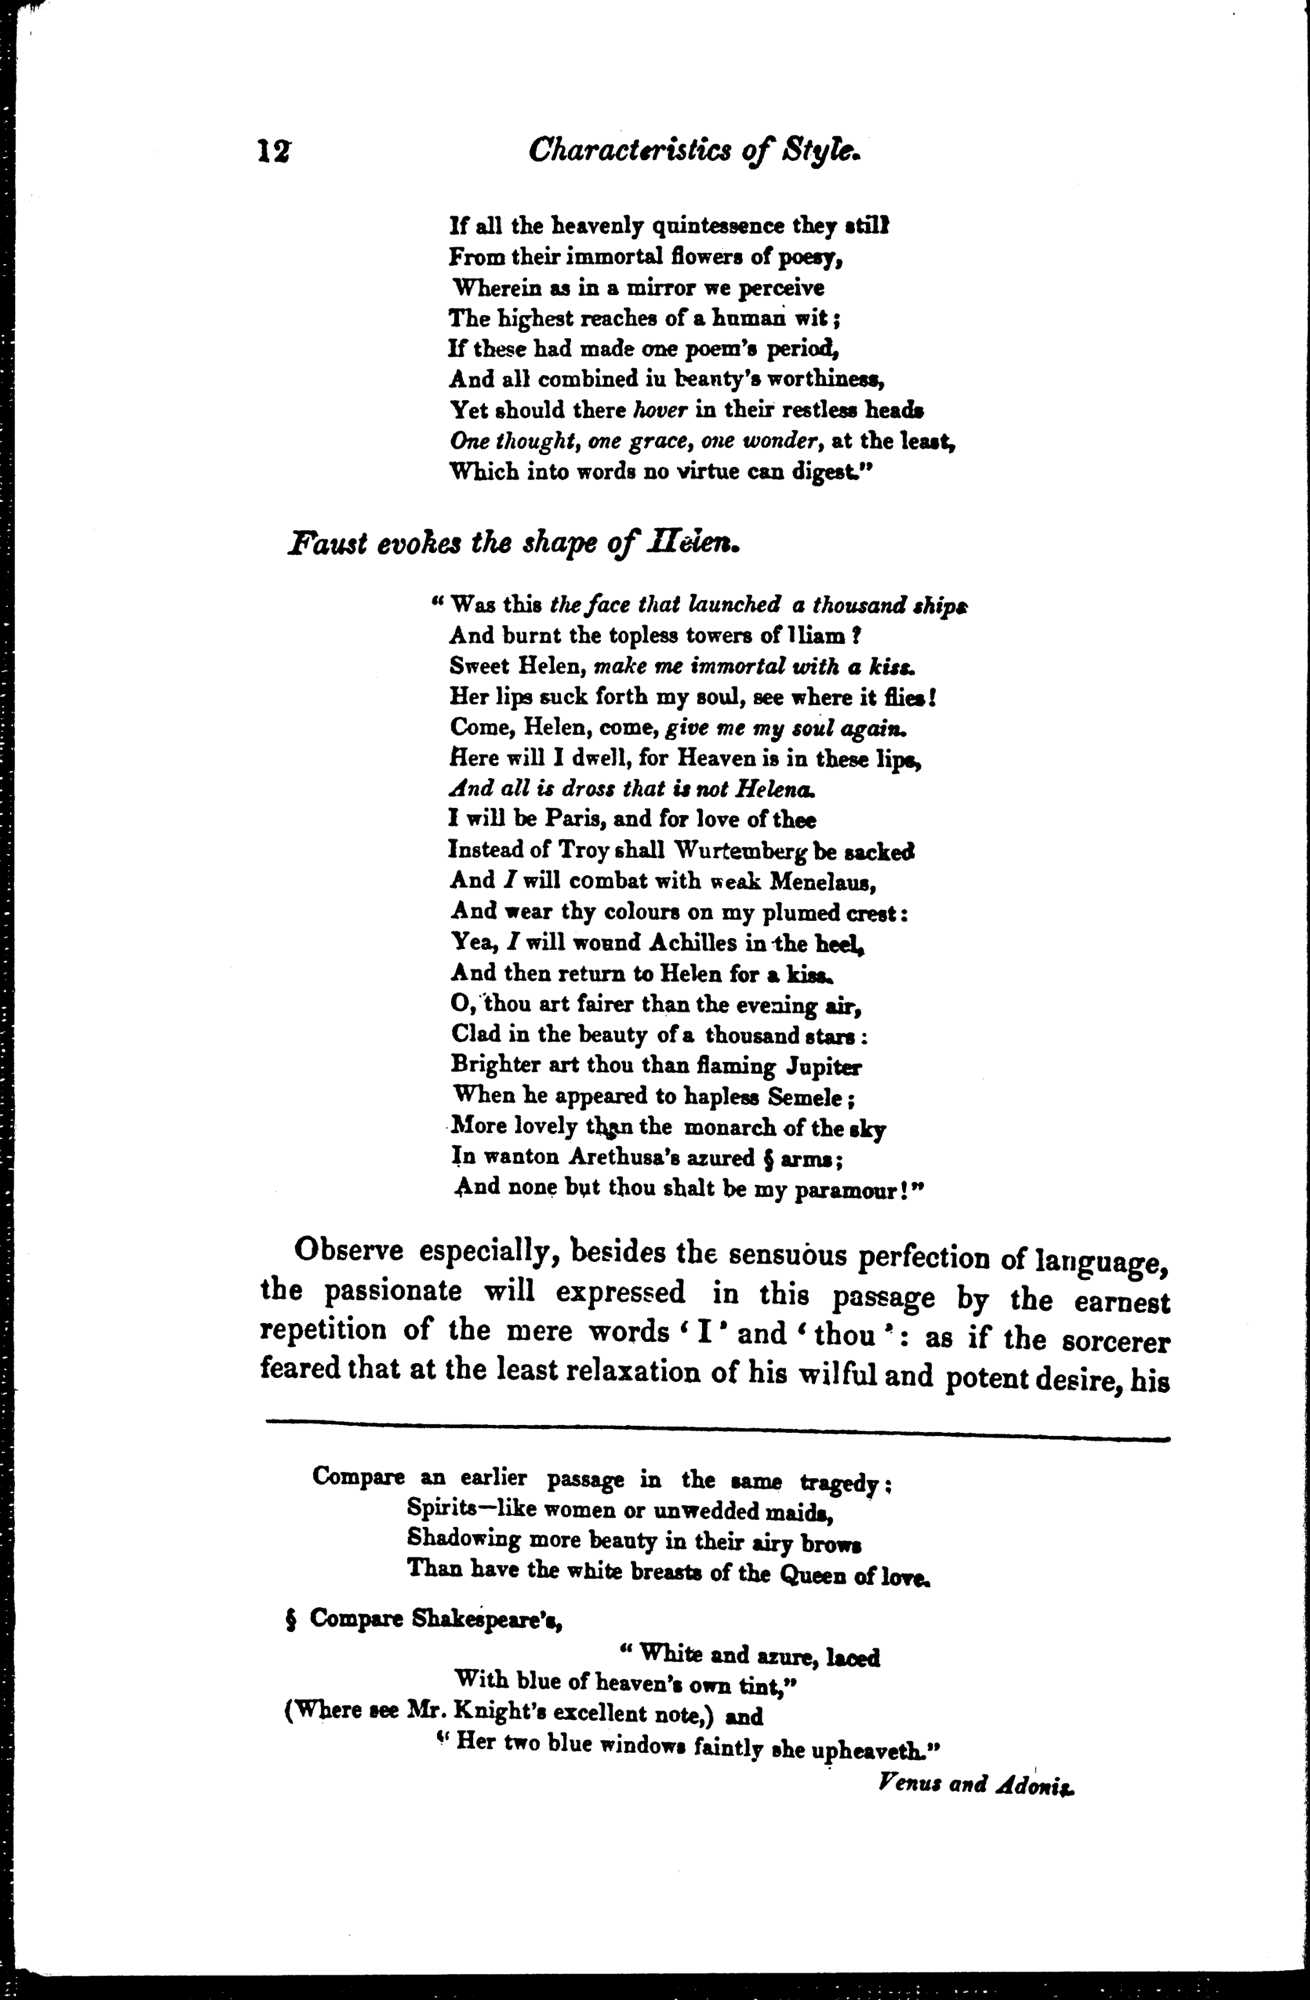 12 Characteristics of Style.
If all the heavenly quintessence they still
From their immortal flowers of poesy,
Wherein as in a mirror we perceive
The highest reaches of a human wit;
If these had made one poem's period,
And all combined iu beauty's worthiness,
Yet should there hover in their restless heads
One thought, one grace, one wonder, at the least,
Which into words no virtue can digest."
Faust evokes the shape of Helen.
"Was this the face that launched a thousand ships
And burnt the topless towers of Iliam?
Sweet Helen, make me immortal with a kiss.
Her lips suck forth my soul, see where it flies!
Come, Helen, come, give me my soul again.
Here will I dwell, for Heaven is in these lips,
And all is dross that is not Helena.
I will be Paris, and for love of thee
Instead of Troy shall Wurtemberg be sacked
And I will combat with weak Menelaus,
And wear thy colours on my plumed crest:
Yea, I will wound Achilles in the heel,
And then return to Helen for a kiss.
O, thou art fairer than the evening air,
Clad in the beauty of a thousand stars:
Brighter art thou than flaming Jupiter
When he appeared to hapless Semele;
More lovely than the monarch of the sky
In wanton Arethusa's azured § arms;
And none but thou shalt be my paramour!"
Observe especially, besides the sensuous perfection of language,
the passionate will expressed in this passage by the earnest
repetition of the mere words 'I' and 'thou': as if the sorcerer
feared that at the least relaxation of his wilful and potent desire, his
Compare an earlier passage in the same tragedy;
Spirits—like women or unwedded maids,
Shadowing more beauty in their airy brows
Than have the white breasts of the Queen of love.
§ Compare Shakespeare's,
"White and azure, laced
With blue of heaven's own tint,"
(Where see Mr. Knight's excellent note,) and
"Her two blue windows faintly she upheaveth."
Venus and Adonis.